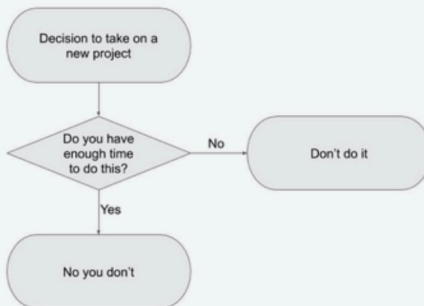 Decision to take on a
new project
Do you have
enough time
to do this?
No
Don't do it
Yes
No you don't